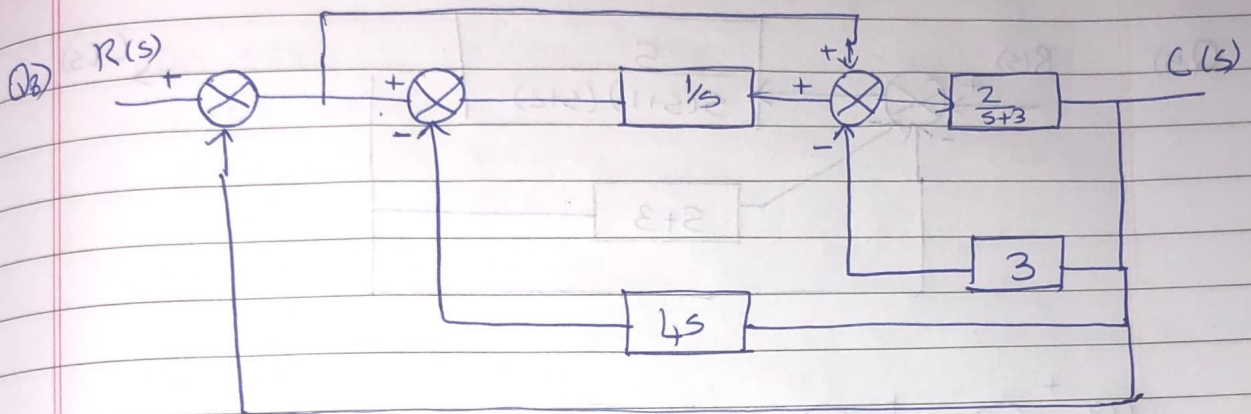 Q3) R(s) C(s)
+ + - 1/s + + - 2/(s+3)
3
4s